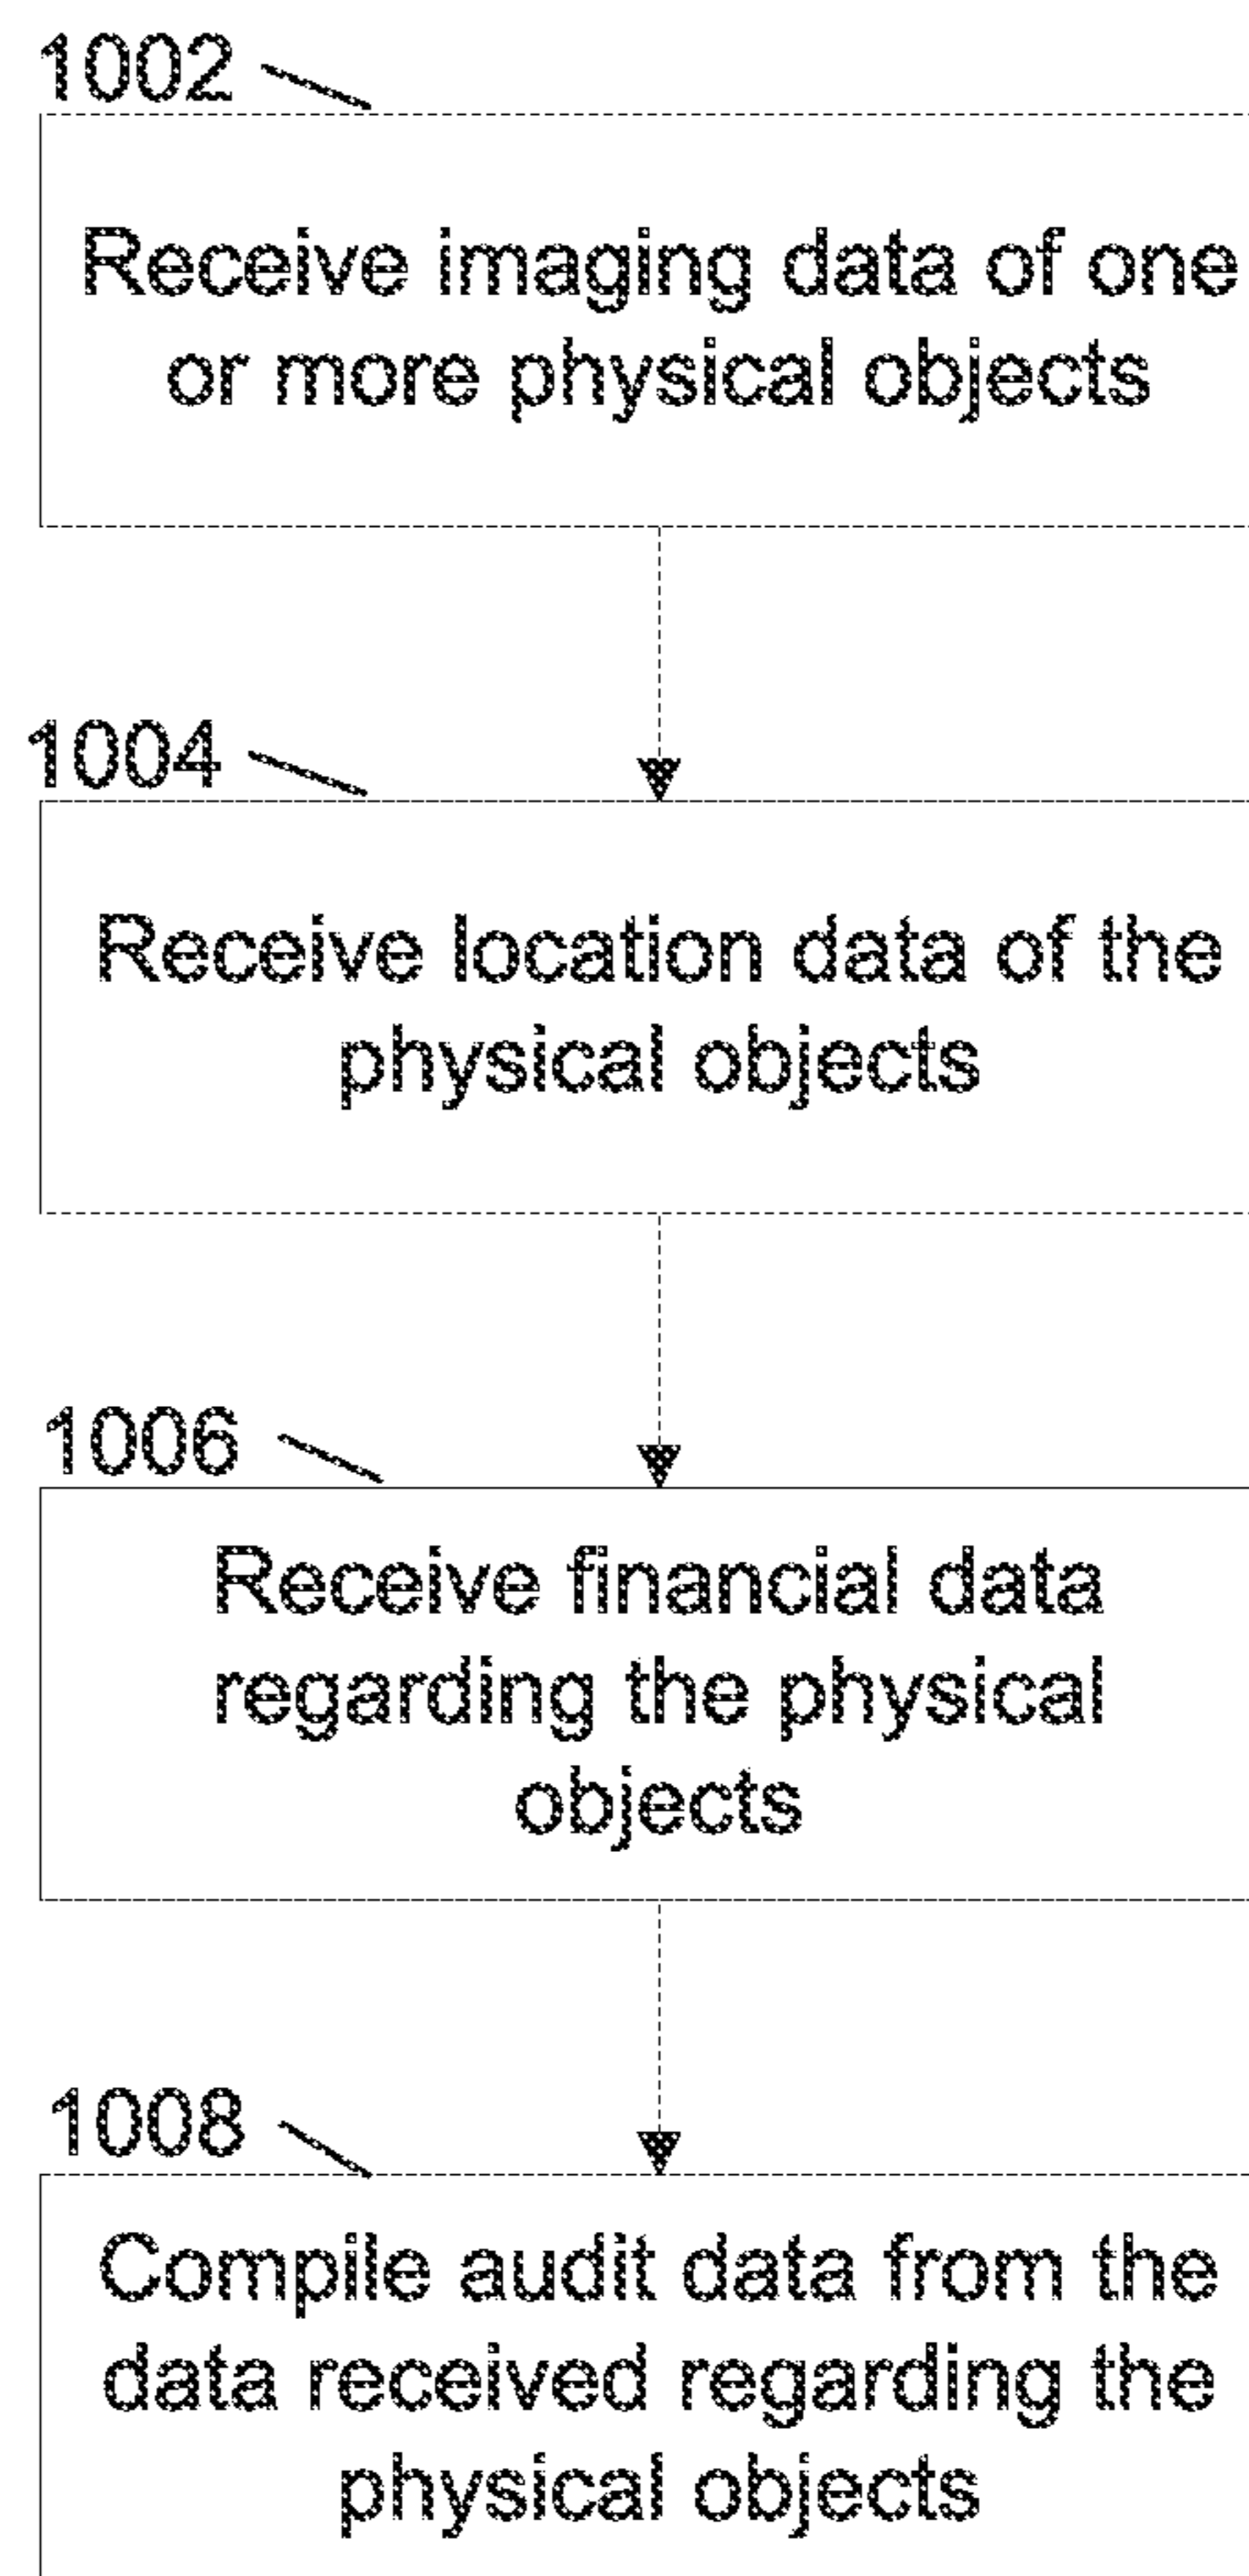 1002
Receive imaging data of one
or more physical objects
1004
Receive location data of the
physical objects
1006
Receive financial data
regarding the physical
objects
1008
Compile audit data from the
data received regarding the
physical objects